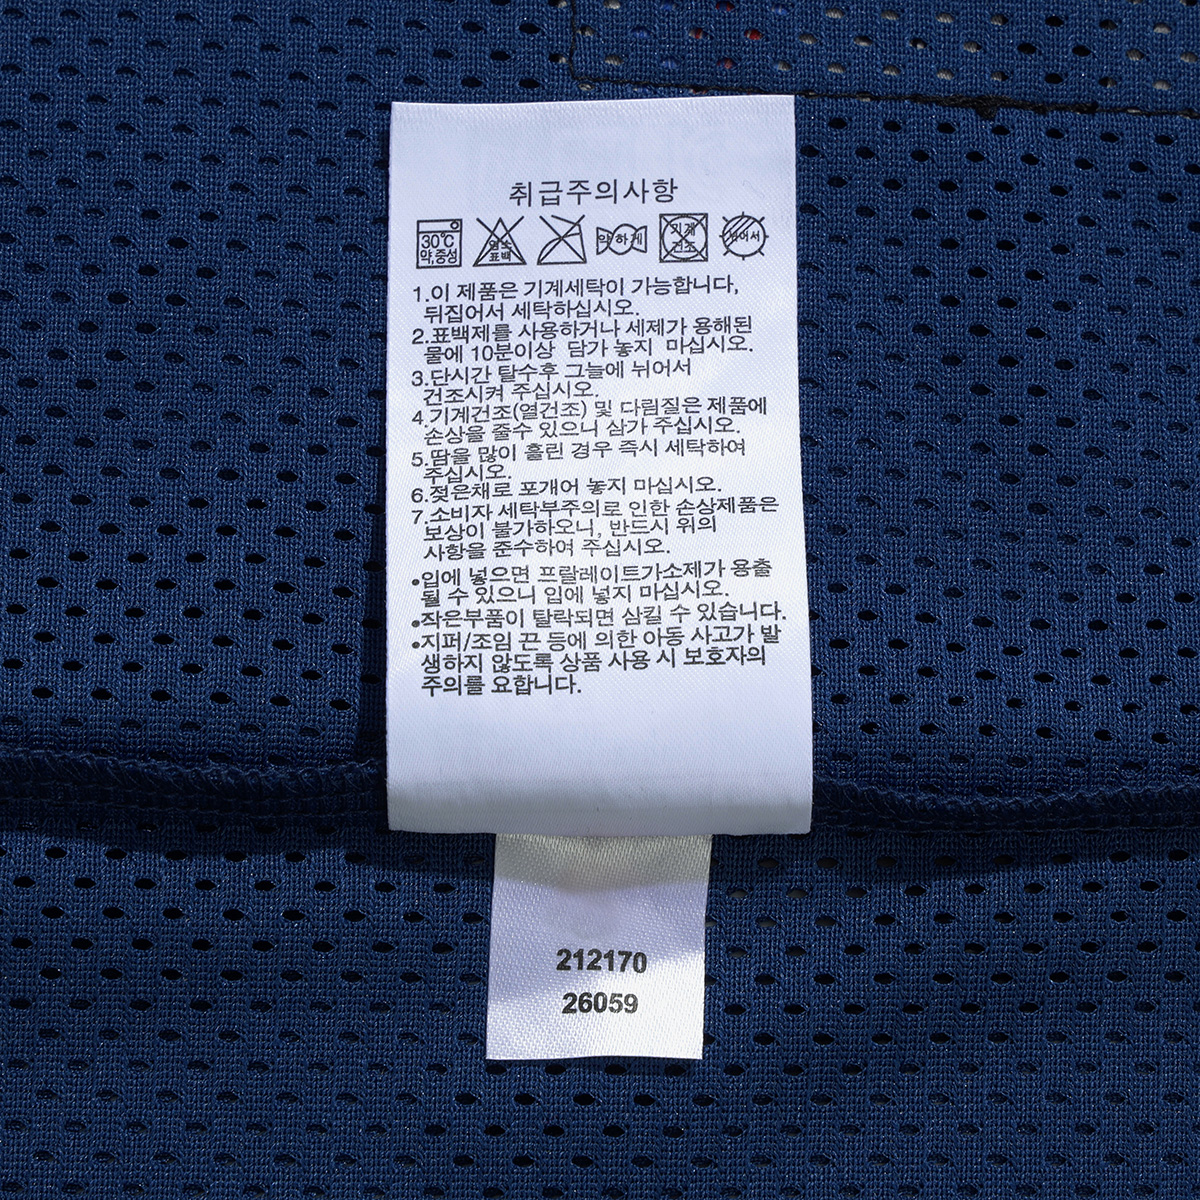 취급주의사항
30℃
약,중성
염소
표백
약하게
기계
건조
뉘어서
1.이 제품은 기계세탁이 가능합니다,
뒤집어서 세탁하십시오.
2.표백제를 사용하거나 세제가 용해된
물에 10분이상 담가 놓지 마십시오.
3.단시간 탈수후 그늘에 뉘어서
건조시켜 주십시오.
4.기계건조(열건조) 및 다림질은 제품에
손상을 줄수 있으니 삼가 주십시오.
5.땀을 많이 흘린 경우 즉시 세탁하여
주십시오.
6.젖은채로 포개어 놓지 마십시오.
7.소비자 세탁부주의로 인한 손상제품은
보상이 불가하오니, 반드시 위의
사항을 준수하여 주십시오.
•입에 넣으면 프탈레이트가소제가 용출
될 수 있으니 입에 넣지 마십시오.
•작은부품이 탈락되면 삼킬 수 있습니다.
•지퍼/조임 끈 등에 의한 아동 사고가 발
생하지 않도록 상품 사용 시 보호자의
주의를 요합니다.
212170
26059